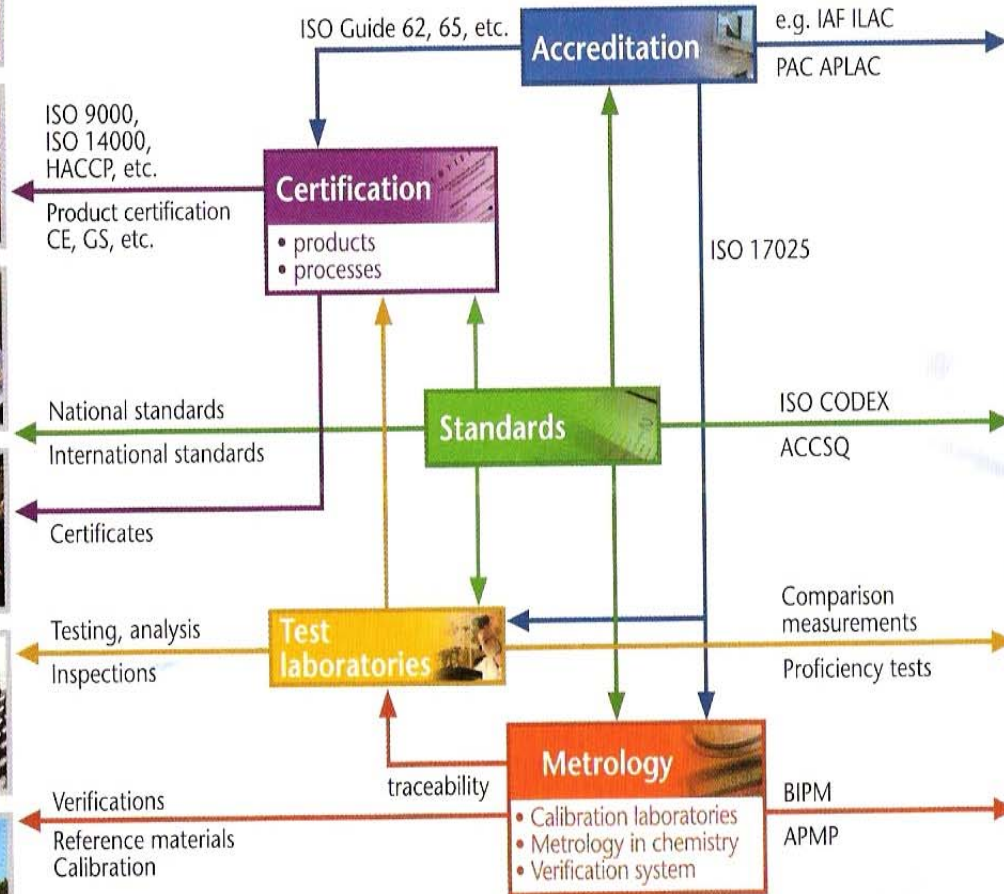 ISO Guide 62, 65, etc.
Accreditation
e.g. IAF ILAC
PAC APLAC
ISO 9000,
ISO 14000,
HACCP, etc.
Product certification
CE, GS, etc.
Certification
• products
• processes
ISO 17025
National standards
International standards
Standards
ISO CODEX
ACCSQ
Certificates
Testing, analysis
Inspections
Test
laboratories
Comparison
measurements
Proficiency tests
traceability
Metrology
• Calibration laboratories
• Metrology in chemistry
• Verification system
Verifications
Reference materials
Calibration
BIPM
APMP